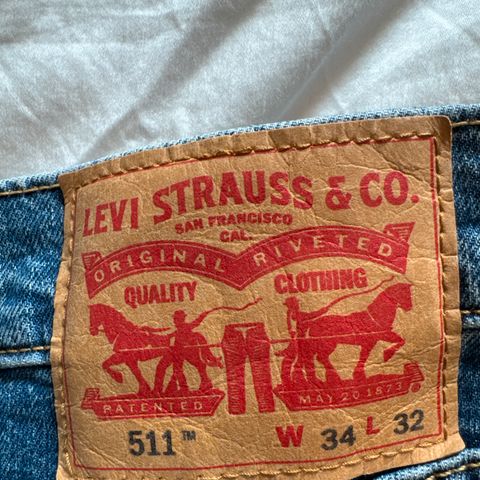 LEVI STRAUSS & CO.
SAN FRANCISCO
CAL.
ORIGINAL RIVETED
QUALITY CLOTHING
PATENTED MAY 20 1873
511™ W 34 L 32